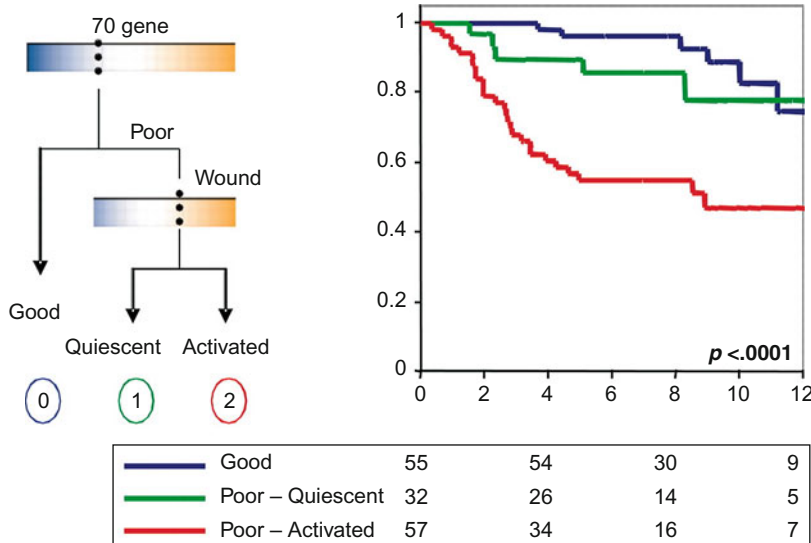 70 gene
Poor
Wound
Good
Quiescent Activated
0 1 2
1
0.8
0.6
0.4
0.2
0
p <.0001
0 2 4 6 8 10 12
Good 55 54 30 9
Poor – Quiescent 32 26 14 5
Poor – Activated 57 34 16 7